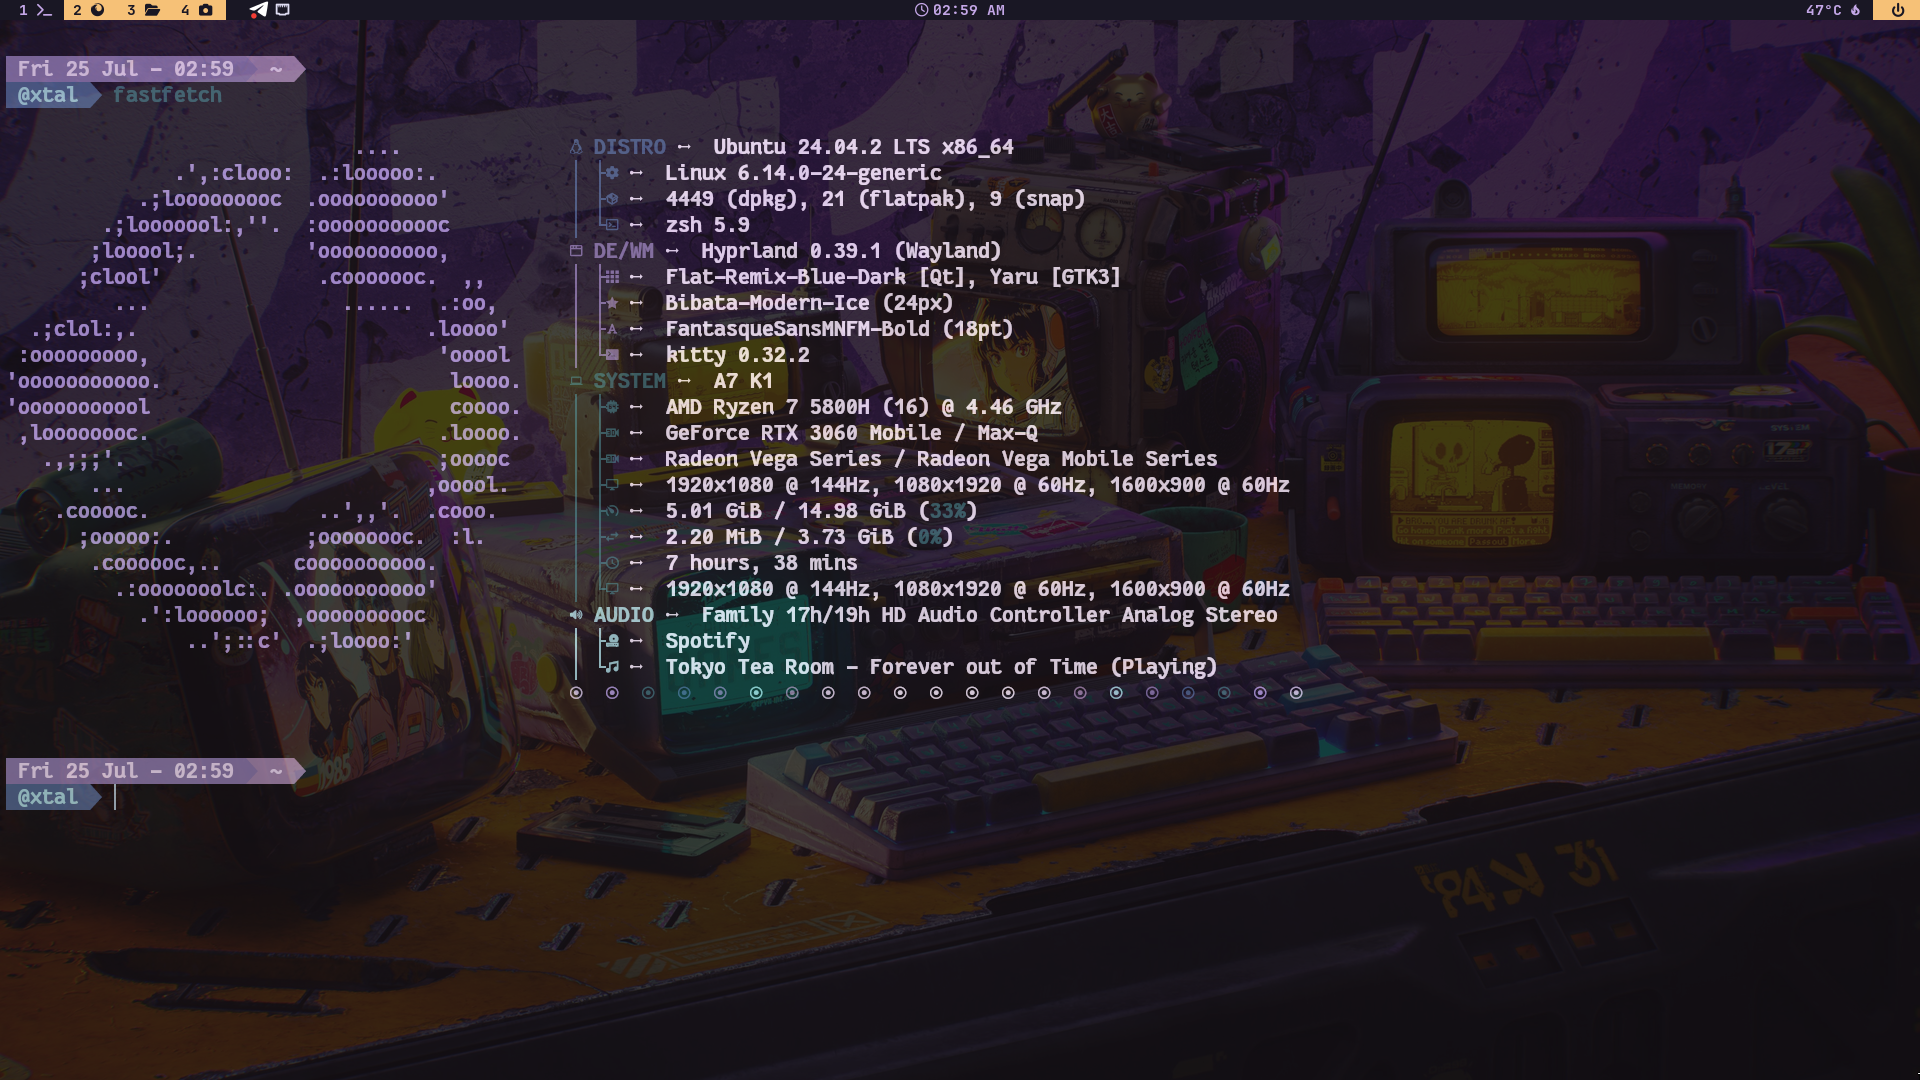 1 2 3 4 02:59 AM 47°C
Fri 25 Jul - 02:59 ~
@xtal fastfetch
....
.',:clooo: .:looooo:.
.;looooooooc .oooooooooo'
.;looooool:,''. :ooooooooooc
;looool;. 'oooooooooo,
;clool' .cooooooc. ,,
... ...... .:oo,
.;clol:,. .loooo'
:ooooooooo, 'ooool
'ooooooooooo. loooo.
'ooooooooool coooo.
,loooooooc. .loooo.
.,;;;'. ;ooooc
... ,ooool.
.cooooc. ..',,'. .cooo.
;ooooo:. ;oooooooc. :l.
.coooooc,.. coooooooooo.
.:ooooooolc:. .ooooooooooo'
.':loooooo; ,oooooooooc
..';::c' .;loooo:'
DISTRO Ubuntu 24.04.2 LTS x86_64
Linux 6.14.0-24-generic
4449 (dpkg), 21 (flatpak), 9 (snap)
zsh 5.9
DE/WM Hyprland 0.39.1 (Wayland)
Flat-Remix-Blue-Dark [Qt], Yaru [GTK3]
Bibata-Modern-Ice (24px)
FantasqueSansMNFM-Bold (18pt)
kitty 0.32.2
SYSTEM A7 K1
AMD Ryzen 7 5800H (16) @ 4.46 GHz
GeForce RTX 3060 Mobile / Max-Q
Radeon Vega Series / Radeon Vega Mobile Series
1920x1080 @ 144Hz, 1080x1920 @ 60Hz, 1600x900 @ 60Hz
5.01 GiB / 14.98 GiB (33%)
2.20 MiB / 3.73 GiB (0%)
7 hours, 38 mins
1920x1080 @ 144Hz, 1080x1920 @ 60Hz, 1600x900 @ 60Hz
AUDIO Family 17h/19h HD Audio Controller Analog Stereo
Spotify
Tokyo Tea Room - Forever out of Time (Playing)
Fri 25 Jul - 02:59 ~
@xtal
MEMORY
LEVEL
1985